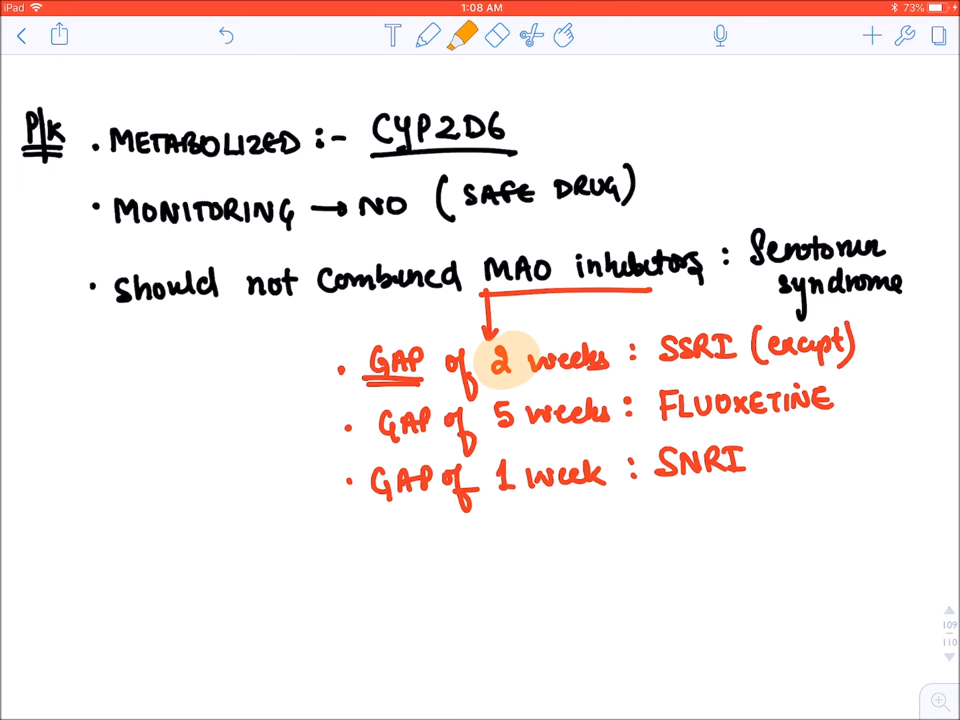 iPad 1:08 AM 73%
T
P/K • METABOLIZED :- CYP2D6
• MONITORING → NO (SAFE DRUG)
• Should not combined MAO inhibitors : Serotonin
syndrome
• GAP of 2 weeks : SSRI (except)
• GAP of 5 weeks : FLUOXETINE
• GAP of 1 week : SNRI
109
110